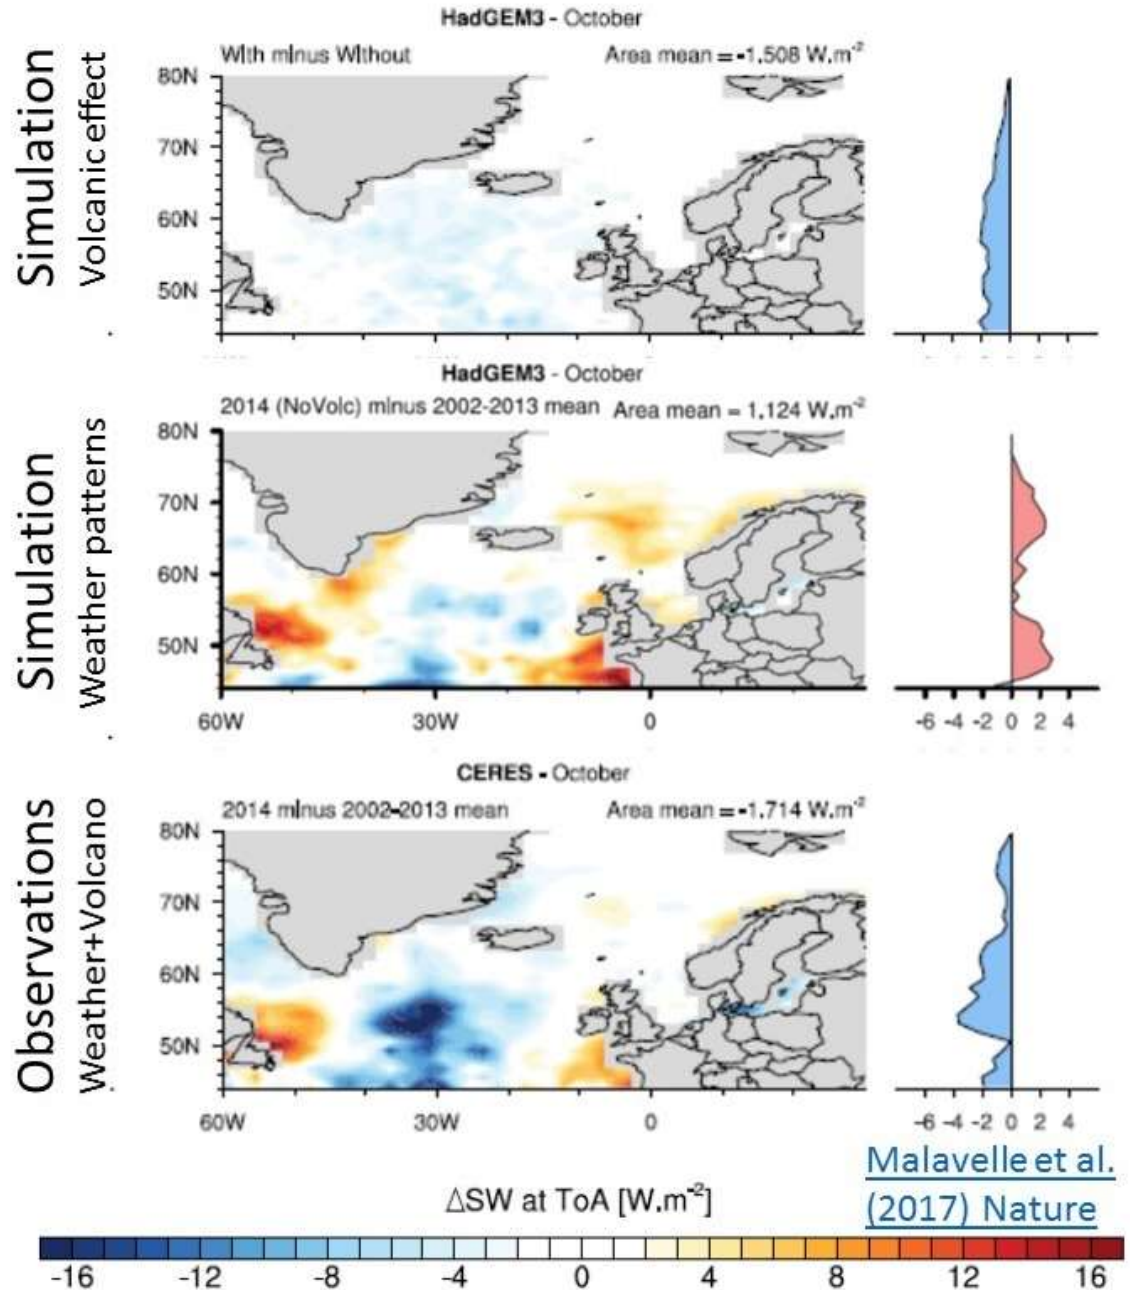 HadGEM3 - October
With minus Without
Area mean = -1.508 W.m-2
Simulation
Volcanic effect
80N
70N
60N
50N
HadGEM3 - October
2014 (NoVolc) minus 2002-2013 mean
Area mean = 1.124 W.m-2
Simulation
Weather patterns
80N
70N
60N
50N
60W
30W
0
-6 -4 -2 0 2 4
CERES - October
2014 minus 2002-2013 mean
Area mean = -1.714 W.m-2
Observations
Weather+Volcano
80N
70N
60N
50N
60W
30W
0
-6 -4 -2 0 2 4
Malavelle et al.
(2017) Nature
ΔSW at ToA [W.m-2]
-16 -12 -8 -4 0 4 8 12 16